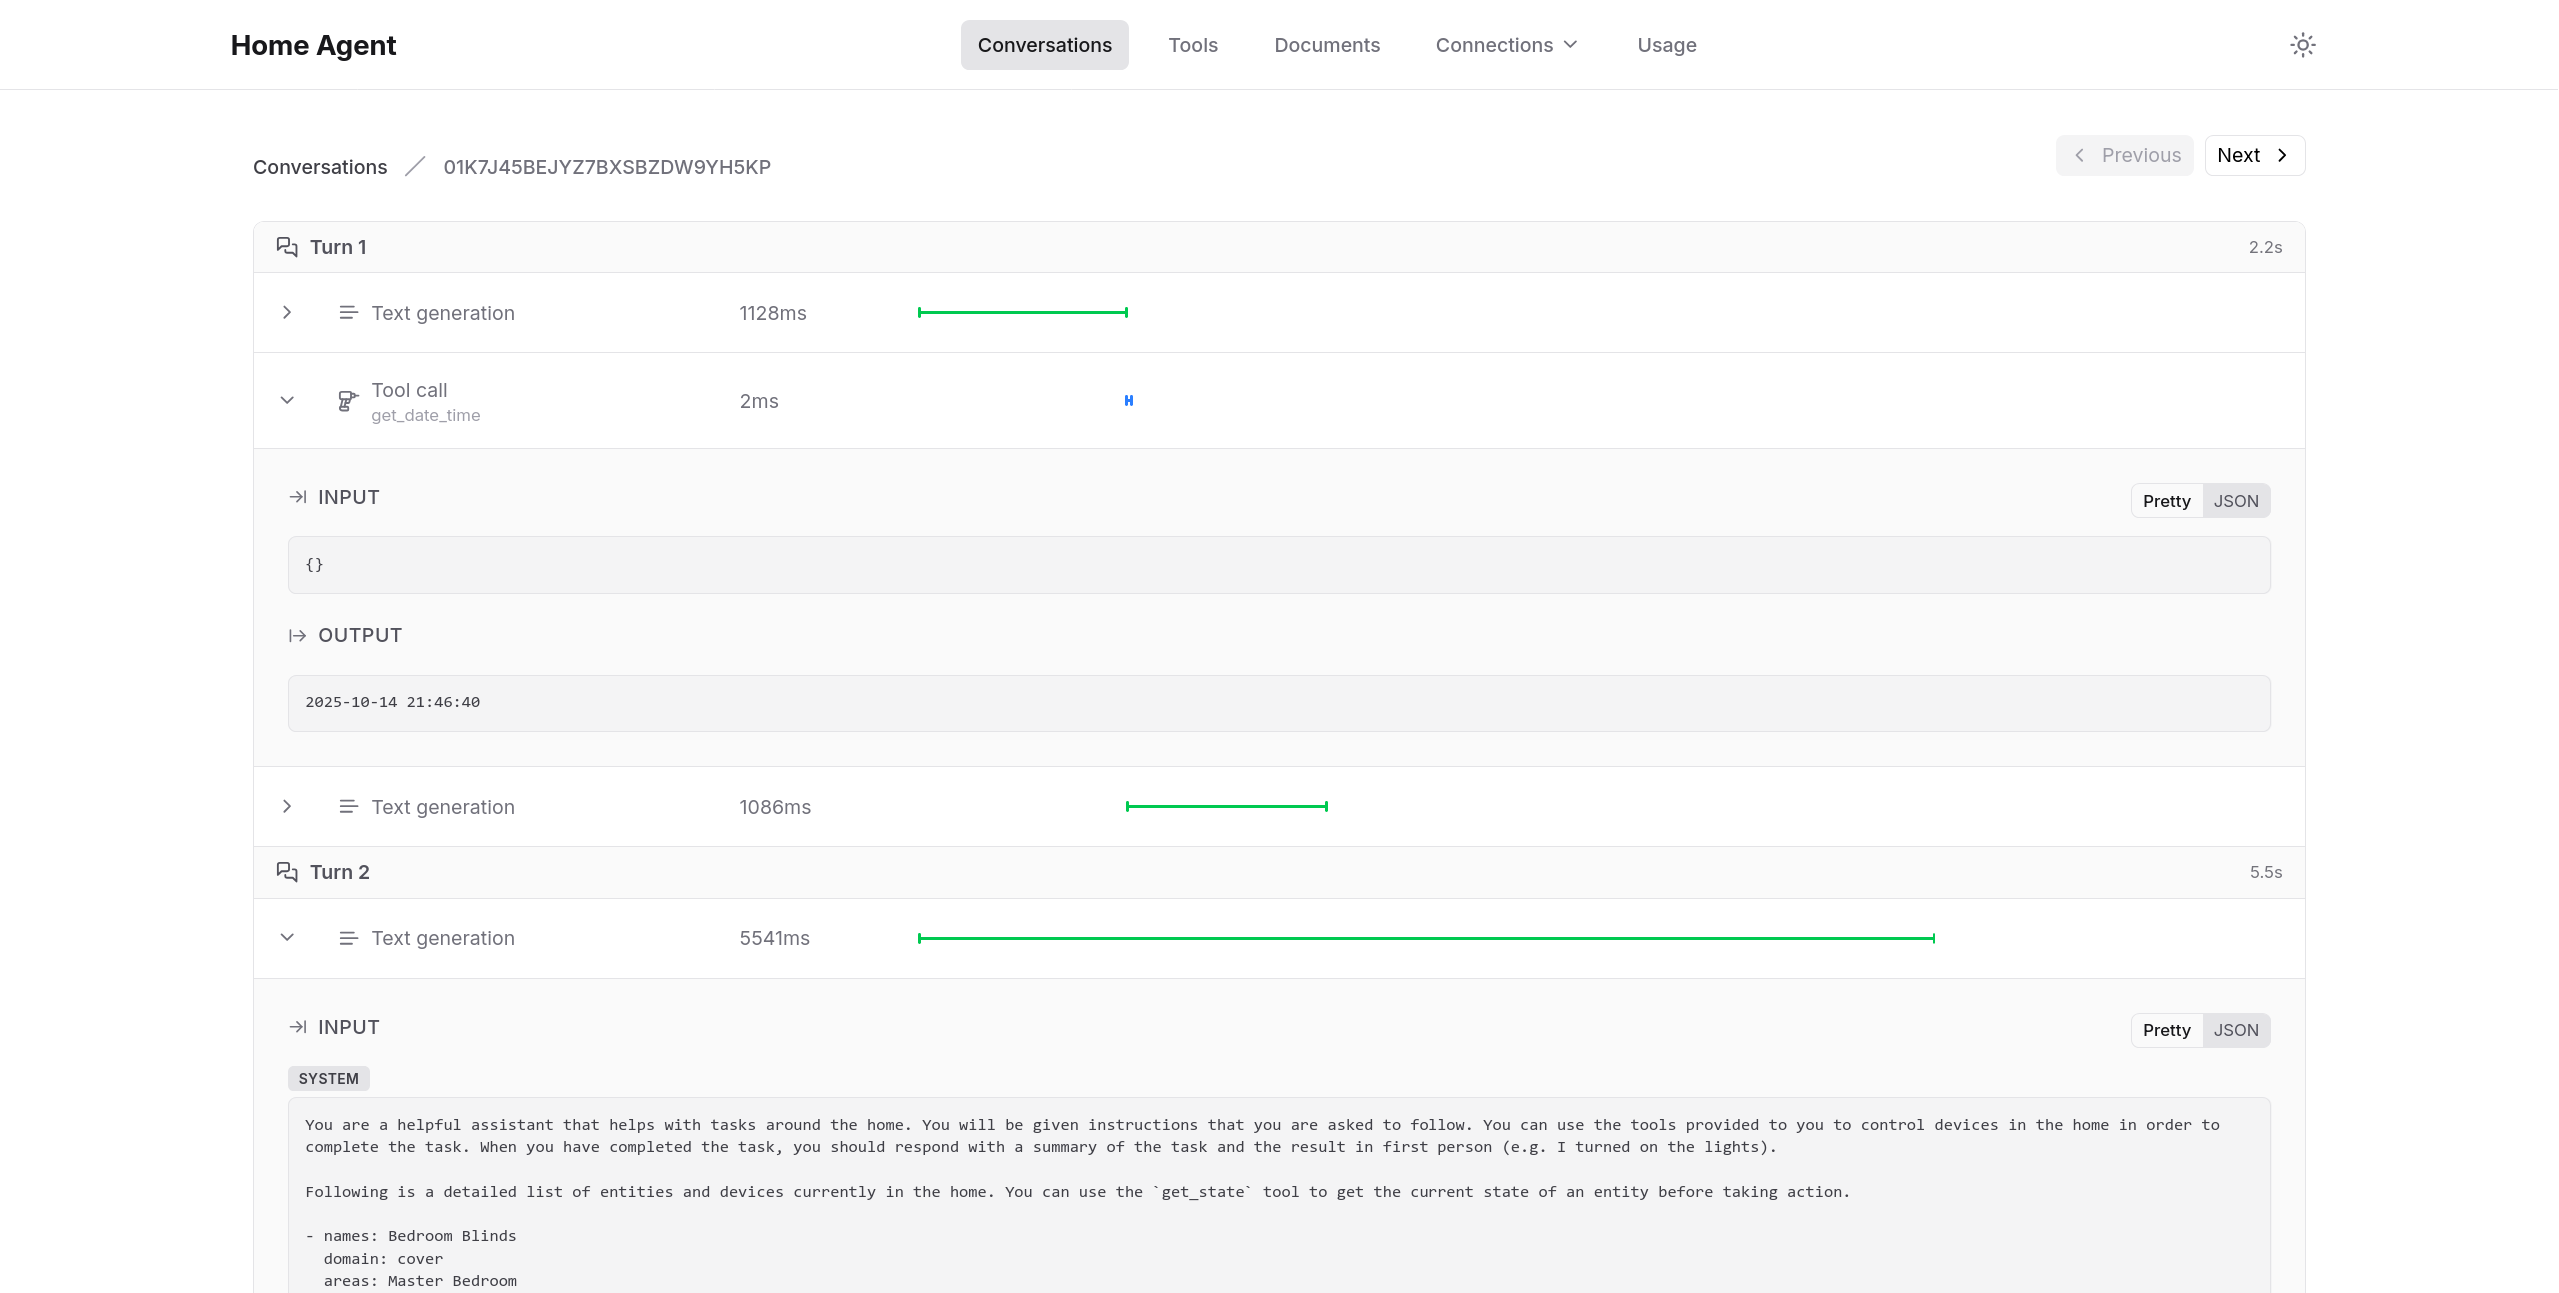 Home Agent
Conversations
Tools
Documents
Connections
Usage
Conversations / 01K7J45BEJYZ7BXSBZDW9YH5KP
Previous
Next
Turn 1
2.2s
Text generation
1128ms
Tool call
get_date_time
2ms
INPUT
Pretty
JSON
{}
OUTPUT
2025-10-14 21:46:40
Text generation
1086ms
Turn 2
5.5s
Text generation
5541ms
INPUT
Pretty
JSON
SYSTEM
You are a helpful assistant that helps with tasks around the home. You will be given instructions that you are asked to follow. You can use the tools provided to you to control devices in the home in order to
complete the task. When you have completed the task, you should respond with a summary of the task and the result in first person (e.g. I turned on the lights).
Following is a detailed list of entities and devices currently in the home. You can use the `get_state` tool to get the current state of an entity before taking action.
- names: Bedroom Blinds
domain: cover
areas: Master Bedroom